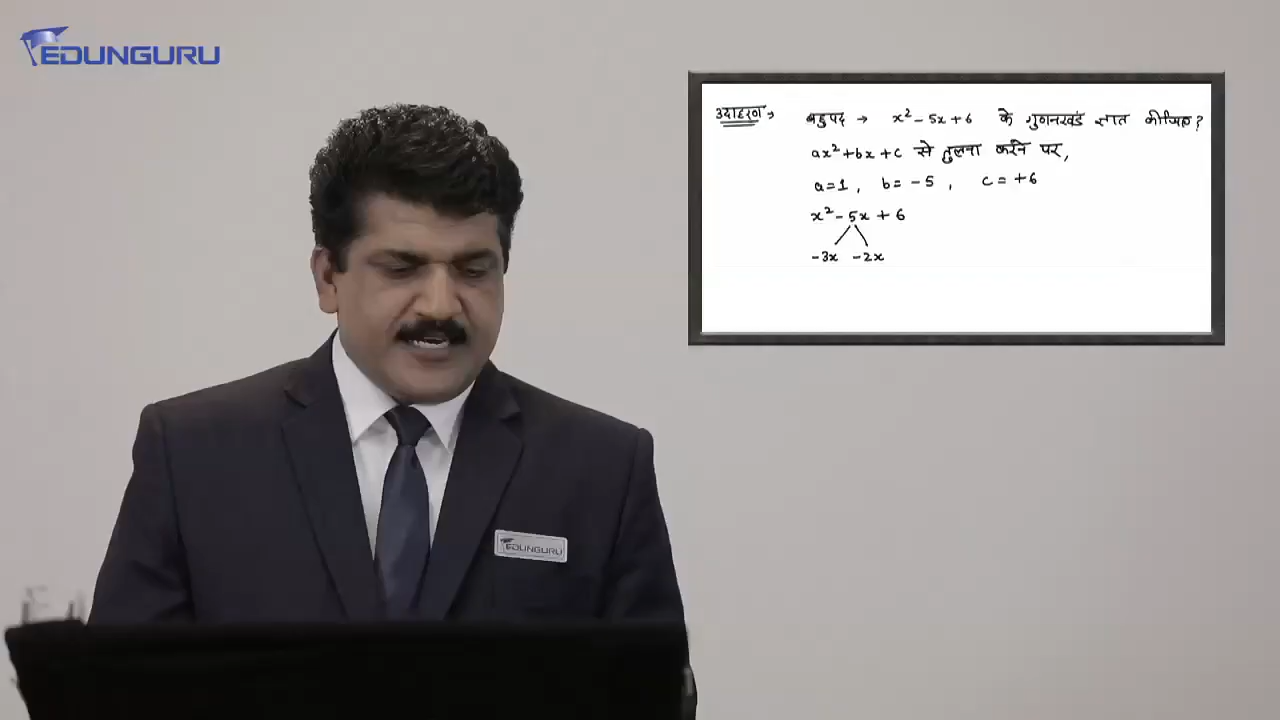 EDUNGURU
उदाहरण → बहुपद → x² - 5x + 6 के गुणनखंड ज्ञात कीजिए?
ax² + bx + c से तुलना करने पर,
a = 1, b = -5, c = +6
x² - 5x + 6
-3x -2x
EDUNGURU